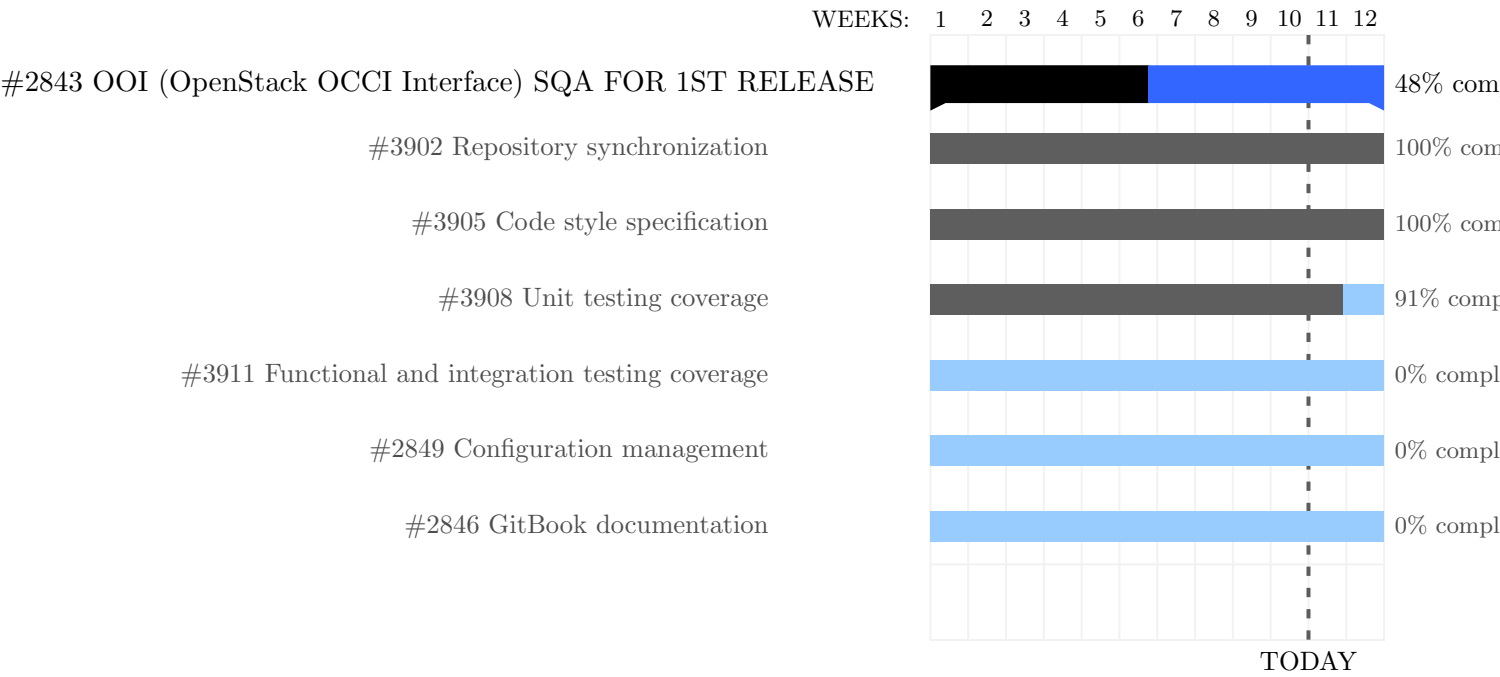 WEEKS: 1 2 3 4 5 6 7 8 9 10 11 12
#2843 OOI (OpenStack OCCI Interface) SQA FOR 1ST RELEASE 48% com
#3902 Repository synchronization 100% com
#3905 Code style specification 100% com
#3908 Unit testing coverage 91% comp
#3911 Functional and integration testing coverage 0% compl
#2849 Configuration management 0% compl
#2846 GitBook documentation 0% compl
TODAY